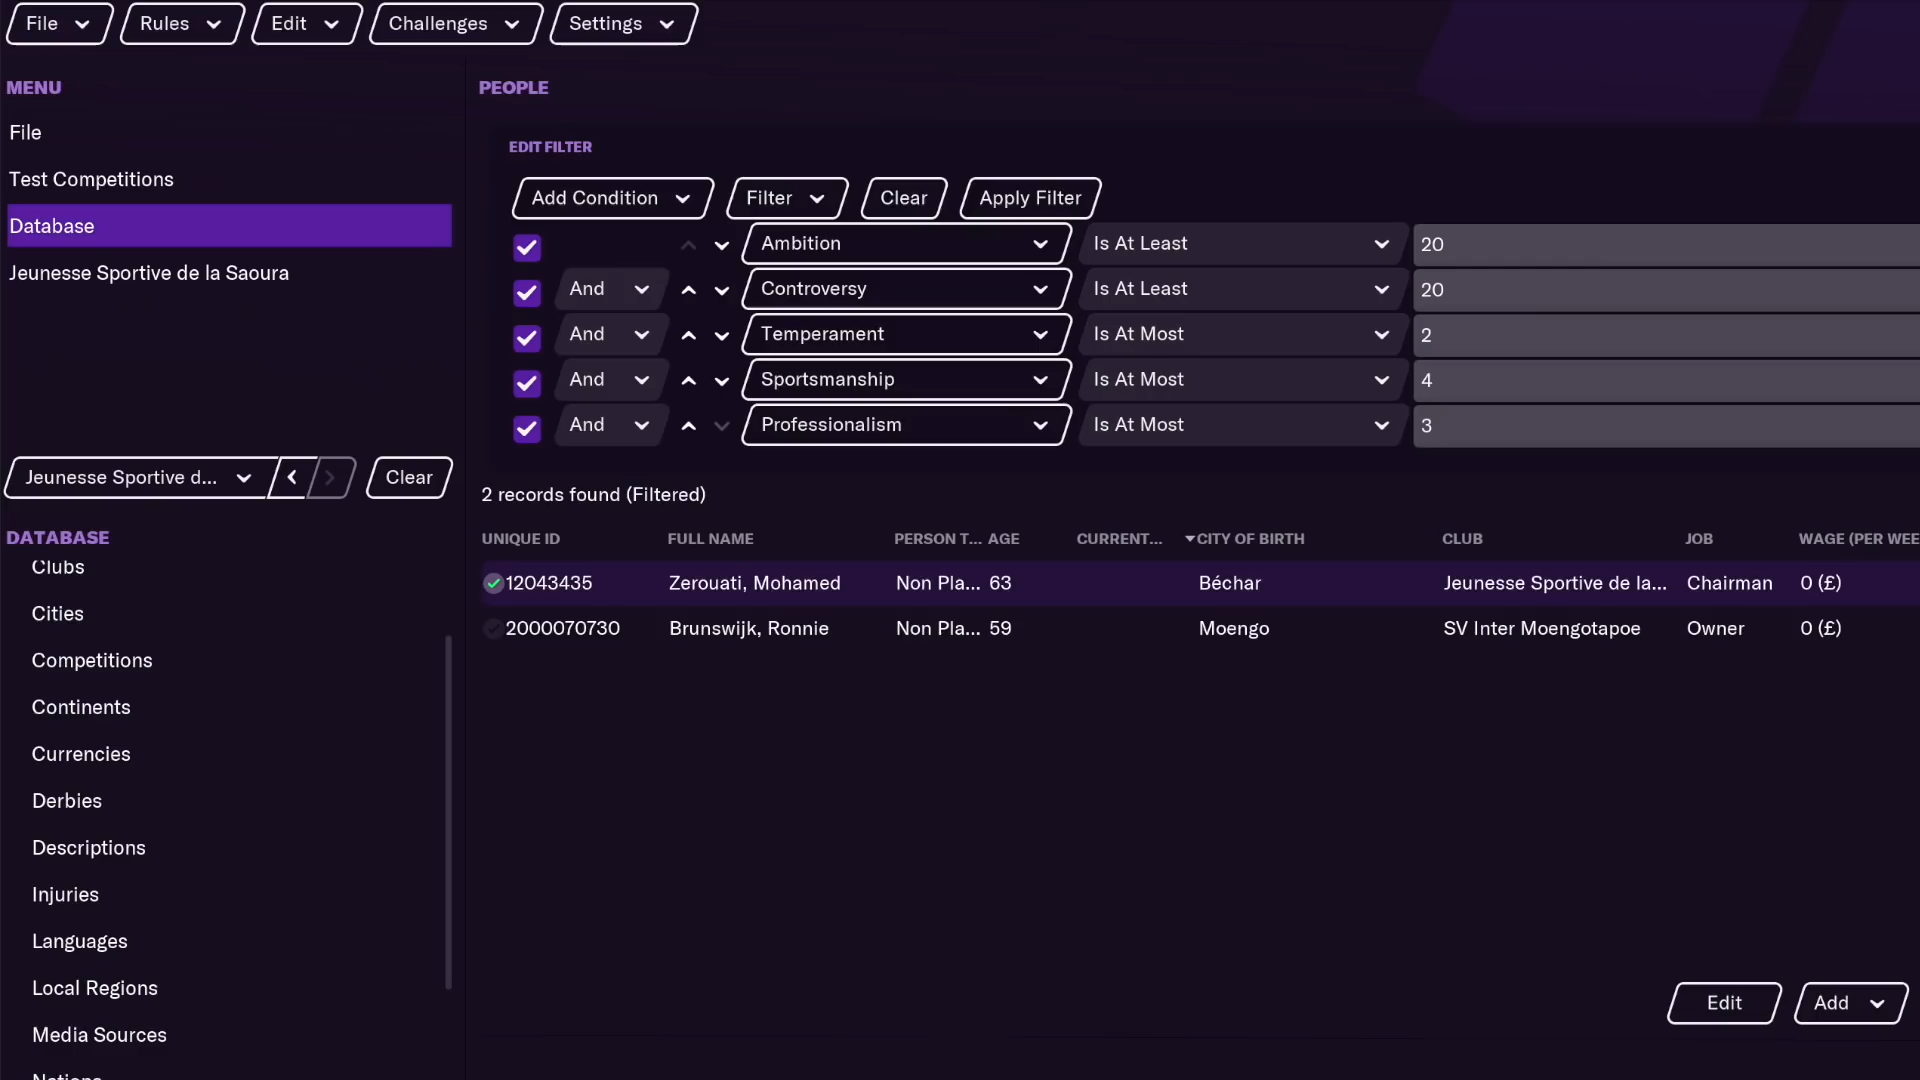 File
Rules
Edit
Challenges
Settings
MENU
File
Test Competitions
Database
Jeunesse Sportive de la Saoura
Jeunesse Sportive d...
Clear
DATABASE
Clubs
Cities
Competitions
Continents
Currencies
Derbies
Descriptions
Injuries
Languages
Local Regions
Media Sources
PEOPLE
EDIT FILTER
Add Condition Filter Clear Apply Filter
Ambition Is At Least 20
And Controversy Is At Least 20
And Temperament Is At Most 2
And Sportsmanship Is At Most 4
And Professionalism Is At Most 3
2 records found (Filtered)
UNIQUE ID FULL NAME PERSON T... AGE CURRENT... CITY OF BIRTH CLUB JOB WAGE (PER WEE
12043435 Zerouati, Mohamed Non Pla... 63 Béchar Jeunesse Sportive de la... Chairman 0 (£)
2000070730 Brunswijk, Ronnie Non Pla... 59 Moengo SV Inter Moengotapoe Owner 0 (£)
Edit Add